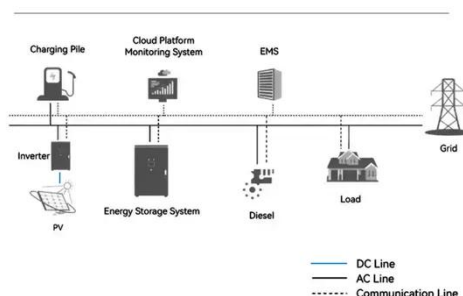 Charging Pile
Cloud Platform
Monitoring System
EMS
Grid
Inverter
PV
Energy Storage System
Diesel
Load
DC Line
AC Line
Communication Line